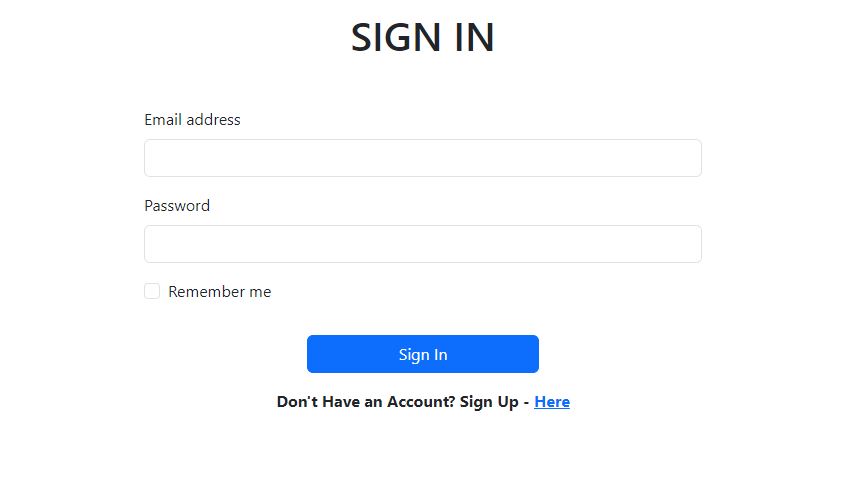 SIGN IN
Email address
Password
Remember me
Sign In
Don't Have an Account? Sign Up - Here